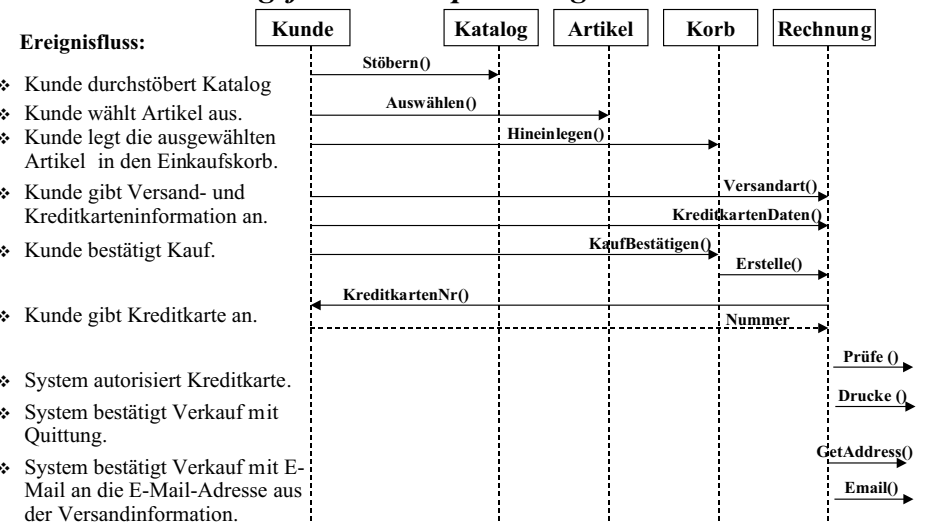 Kunde
Katalog
Artikel
Korb
Rechnung
Ereignisfluss:
Stöbern()
❖ Kunde durchstöbert Katalog
Auswählen()
❖ Kunde wählt Artikel aus.
Hineinlegen()
❖ Kunde legt die ausgewählten
Artikel in den Einkaufskorb.
Versandart()
❖ Kunde gibt Versand- und
Kreditkarteninformation an.
KreditkartenDaten()
KaufBestätigen()
❖ Kunde bestätigt Kauf.
Erstelle()
KreditkartenNr()
❖ Kunde gibt Kreditkarte an.
Nummer
Prüfe ()
❖ System autorisiert Kreditkarte.
Drucke ()
❖ System bestätigt Verkauf mit
Quittung.
GetAddress()
❖ System bestätigt Verkauf mit E-
Mail an die E-Mail-Adresse aus
der Versandinformation.
Email()